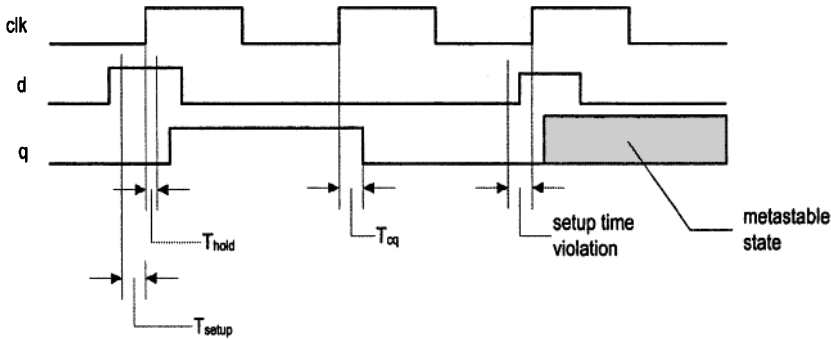 clk
d
q
Thold
Tcq
setup time
violation
metastable
state
Tsetup